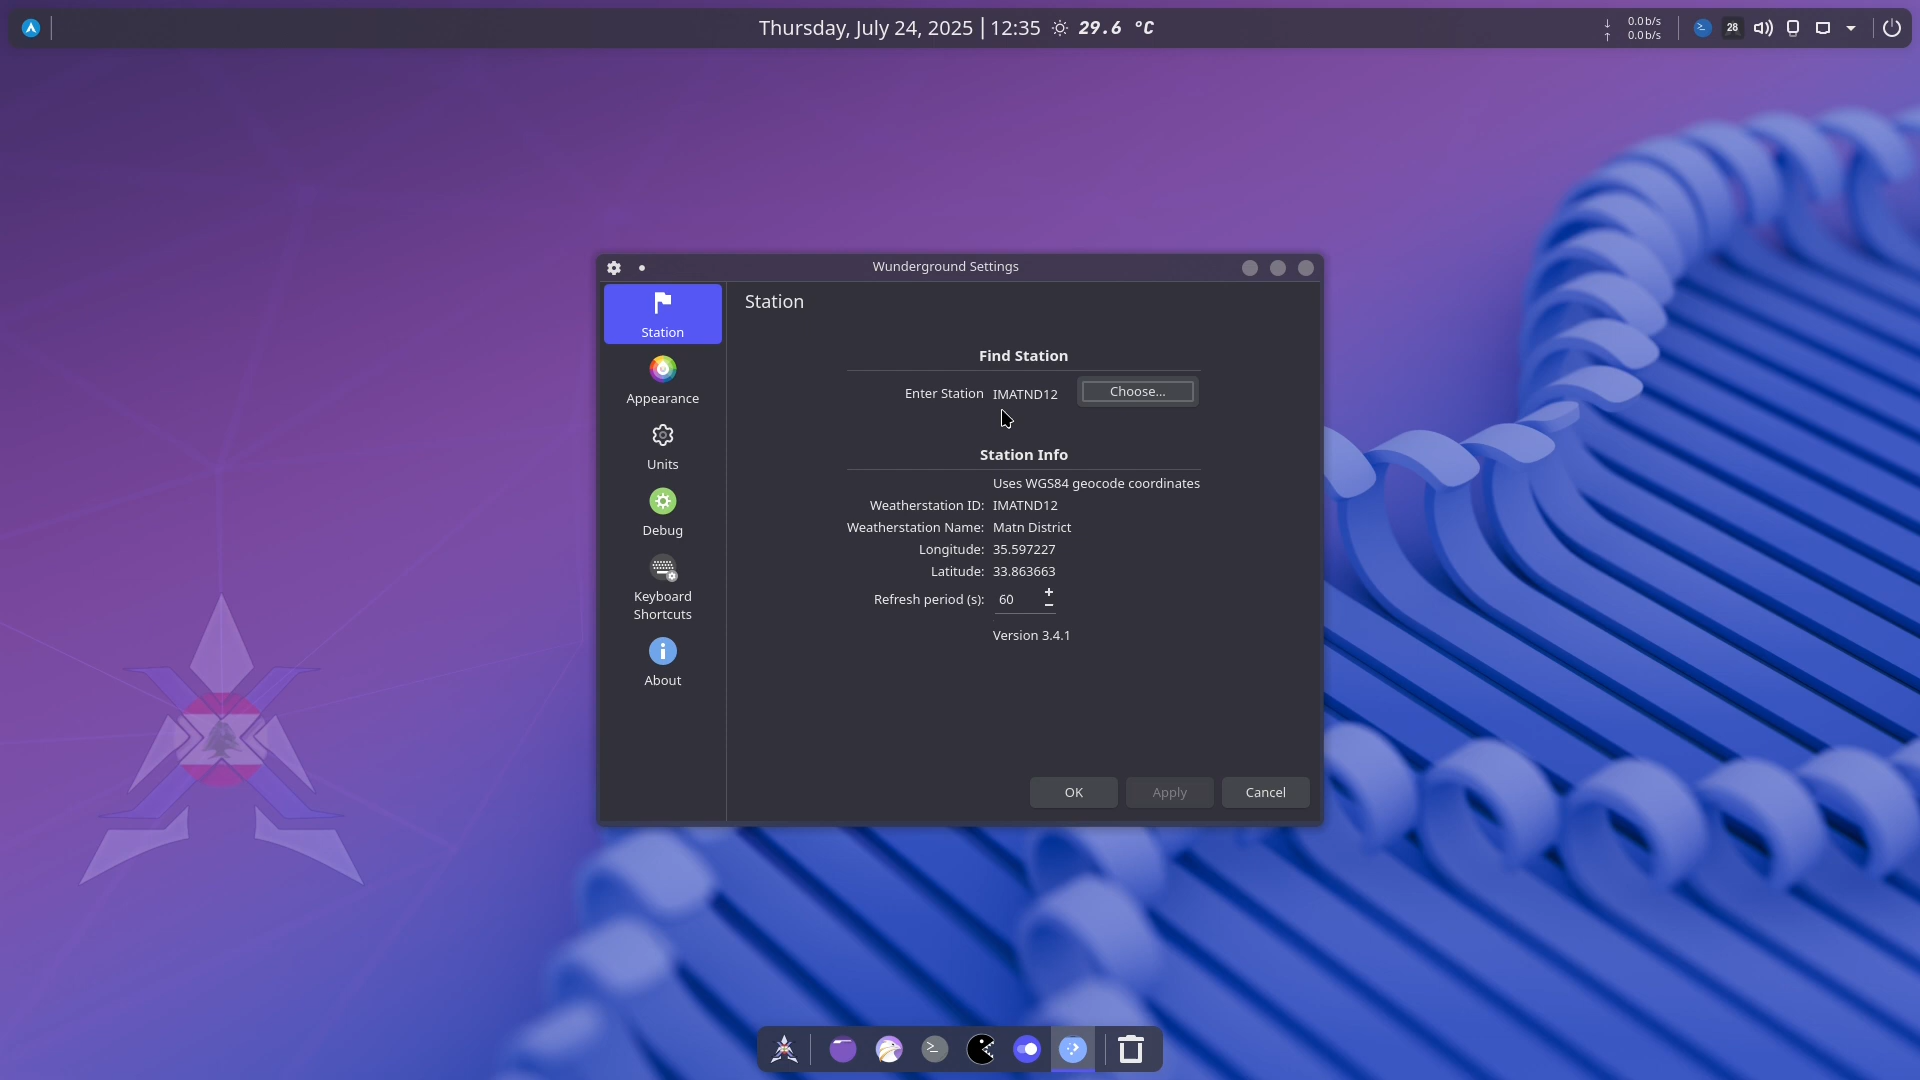 Thursday, July 24, 2025 | 12:35 29.6 °C
↓ 0.0 b/s
↑ 0.0 b/s
28
Wunderground Settings
Station
Appearance
Units
Debug
Keyboard
Shortcuts
About
Station
Find Station
Enter Station IMATND12 Choose...
Station Info
Uses WGS84 geocode coordinates
Weatherstation ID: IMATND12
Weatherstation Name: Matn District
Longitude: 35.597227
Latitude: 33.863663
Refresh period (s): 60 + −
Version 3.4.1
OK Apply Cancel